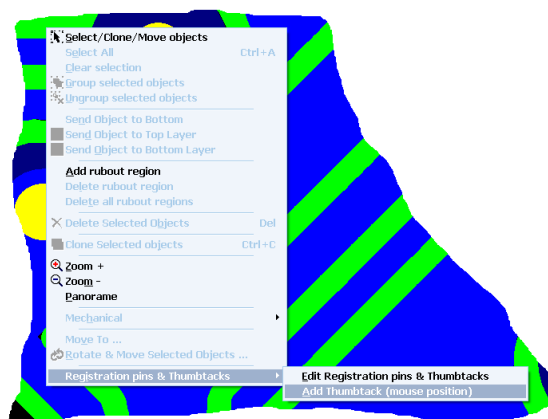 Select/Clone/Move objects
Select All Ctrl+A
Clear selection
Group selected objects
Ungroup selected objects
Send Object to Bottom
Send Object to Top Layer
Send Object to Bottom Layer
Add rubout region
Delete rubout region
Delete all rubout regions
Delete Selected Objects Del
Clone Selected objects Ctrl+C
Zoom +
Zoom -
Panorame
Mechanical
Move To ...
Rotate & Move Selected Objects ...
Registration pins & Thumbtacks
Edit Registration pins & Thumbtacks
Add Thumbtack (mouse position)